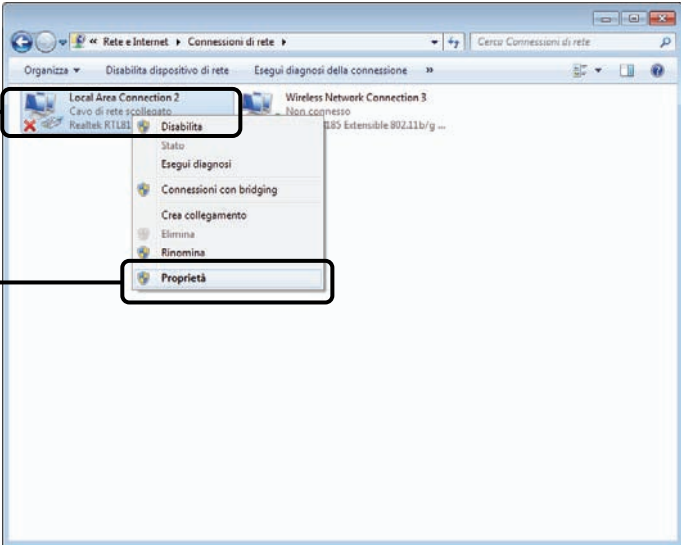 « Rete e Internet ▸ Connessioni di rete ▸
Cerca Connessioni di rete
Organizza ▾ Disabilita dispositivo di rete Esegui diagnosi della connessione »
Local Area Connection 2
Cavo di rete scollegato
Realtek RTL81
Wireless Network Connection 3
Non connesso
185 Extensible 802.11b/g ...
Disabilita
Stato
Esegui diagnosi
Connessioni con bridging
Crea collegamento
Elimina
Rinomina
Proprietà